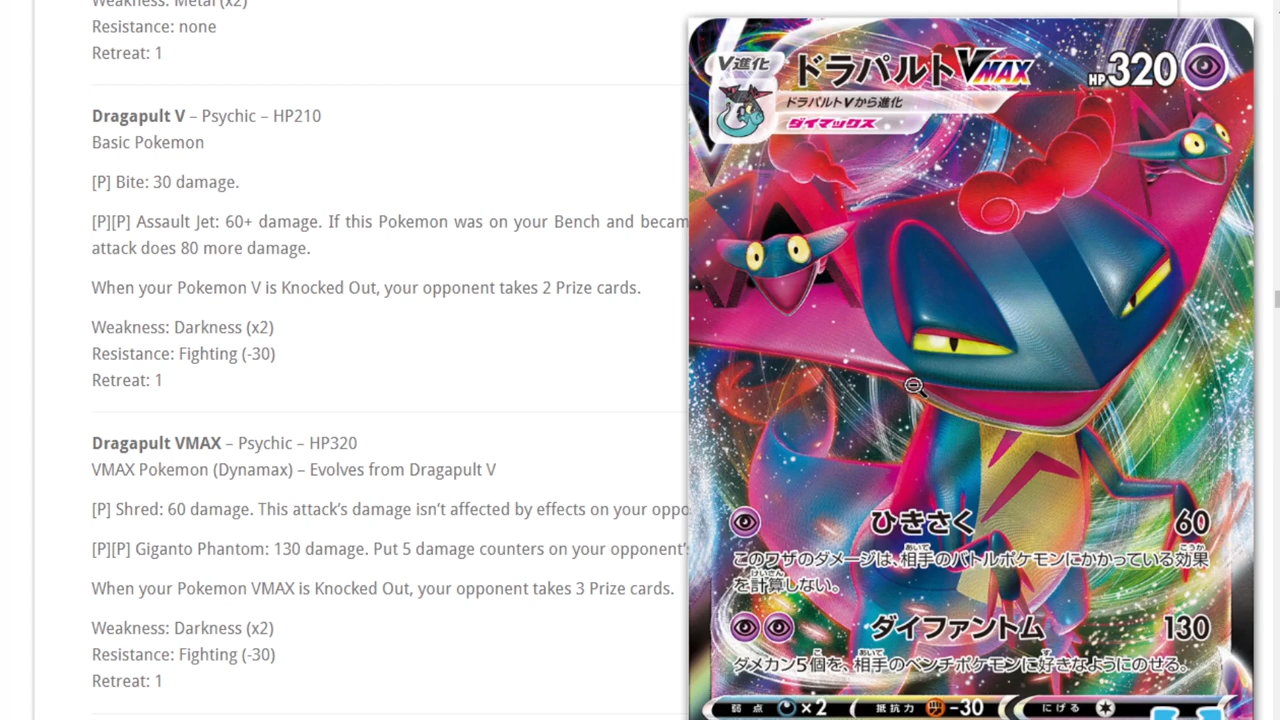 Weakness: Metal (x2)
Resistance: none
Retreat: 1
Dragapult V – Psychic – HP210
Basic Pokemon
[P] Bite: 30 damage.
[P][P] Assault Jet: 60+ damage. If this Pokemon was on your Bench and becam
attack does 80 more damage.
When your Pokemon V is Knocked Out, your opponent takes 2 Prize cards.
Weakness: Darkness (x2)
Resistance: Fighting (-30)
Retreat: 1
Dragapult VMAX – Psychic – HP320
VMAX Pokemon (Dynamax) – Evolves from Dragapult V
[P] Shred: 60 damage. This attack’s damage isn’t affected by effects on your oppo
[P][P] Giganto Phantom: 130 damage. Put 5 damage counters on your opponent’s
When your Pokemon VMAX is Knocked Out, your opponent takes 3 Prize cards.
Weakness: Darkness (x2)
Resistance: Fighting (-30)
Retreat: 1
V進化
ドラパルトVMAX
HP320
ドラパルトVから進化
ダイマックス
ひきさく 60
このワザのダメージは、相手のバトルポケモンにかかっている効果
を計算しない。
ダイファントム 130
ダメカン5個を、相手のベンチポケモンに好きなようにのせる。
弱点 ×2 抵抗力 -30 にげる